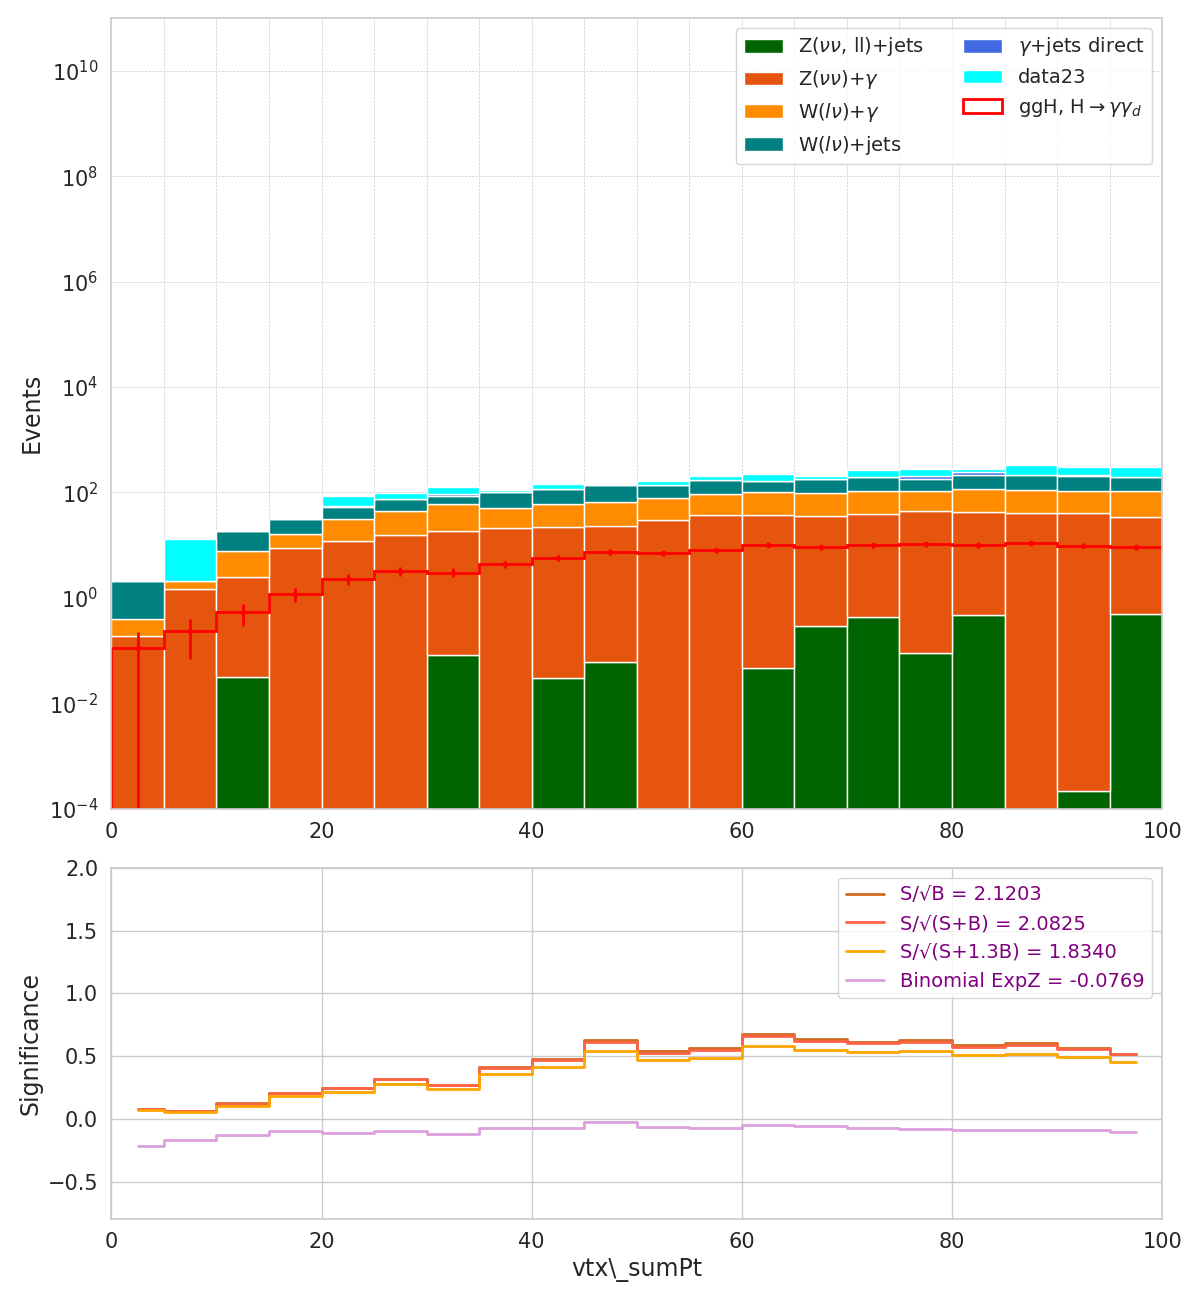 Z(νν, ll)+jets
Z(νν)+γ
W(lν)+γ
W(lν)+jets
γ+jets direct
data23
ggH, H→γγ_d
Events
10^10
10^8
10^6
10^4
10^2
10^0
10^−2
10^−4
0 20 40 60 80 100
Significance
2.0
1.5
1.0
0.5
0.0
−0.5
S/√B = 2.1203
S/√(S+B) = 2.0825
S/√(S+1.3B) = 1.8340
Binomial ExpZ = -0.0769
0 20 40 60 80 100
vtx\_sumPt